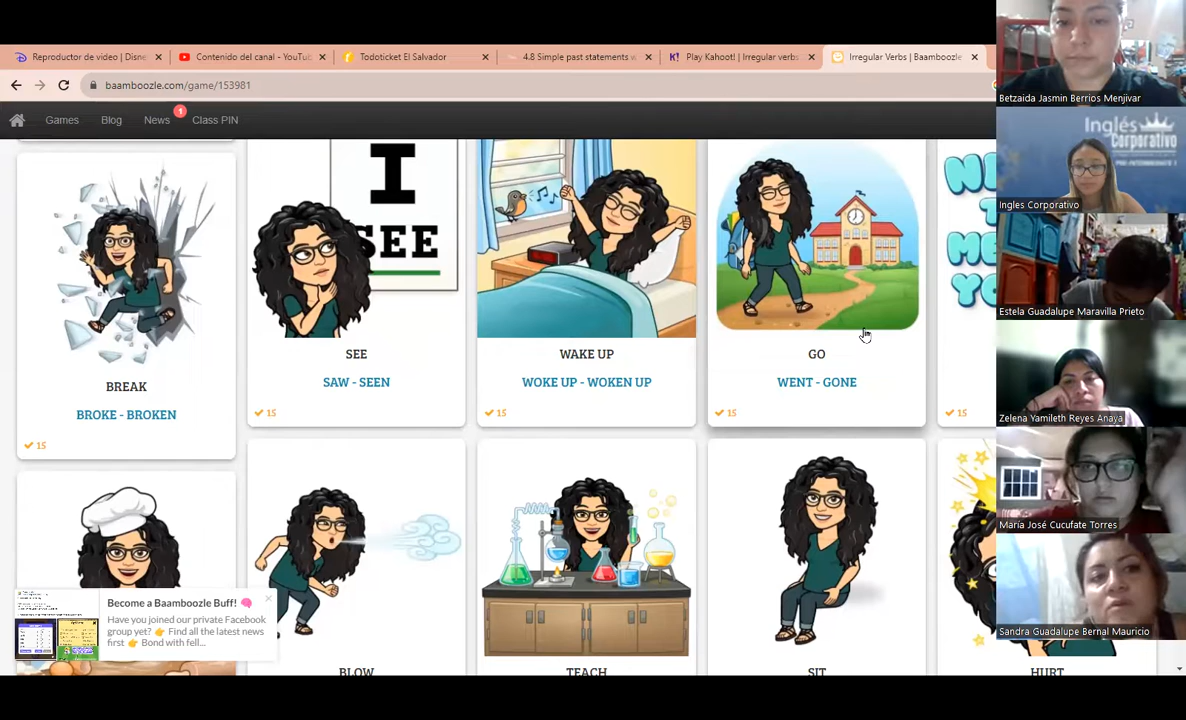 Reproductor de video | Disne
Contenido del canal - YouTu
Todoticket El Salvador
4.8 Simple past statements w
Play Kahoot! | Irregular verbs
Irregular Verbs | Baamboozle
baamboozle.com/game/153981
Games
Blog
News
1
Class PIN
BREAK
BROKE - BROKEN
15
I
SEE
SEE
SAW - SEEN
15
WAKE UP
WOKE UP - WOKEN UP
15
GO
WENT - GONE
15
15
BLOW
TEACH
SIT
HURT
Become a Baamboozle Buff! 🧠
Have you joined our private Facebook
group yet? 👉 Find all the latest news
first 👉 Bond with fell...
Betzaida Jasmin Berrios Menjivar
Inglés
Corporativo
Ingles Corporativo
Estela Guadalupe Maravilla Prieto
Zelena Yamileth Reyes Anaya
María José Cucufate Torres
Sandra Guadalupe Bernal Mauricio